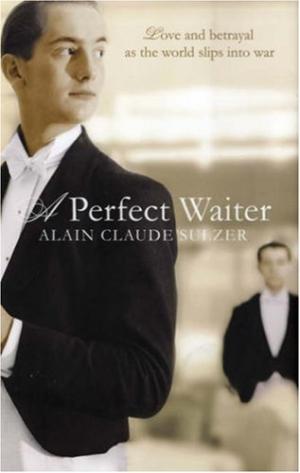 Love and betrayal
as the world slips into war
A Perfect Waiter
ALAIN CLAUDE SULZER